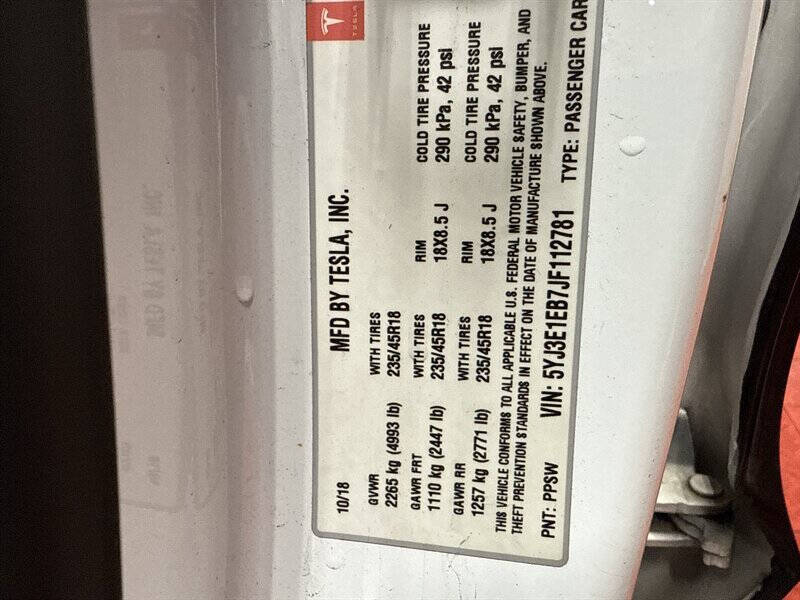 TESLA
10/18 MFD BY TESLA, INC.
GVWR WITH TIRES
2265 kg (4993 lb) 235/45R18
GAWR FRT WITH TIRES RIM COLD TIRE PRESSURE
1110 kg (2447 lb) 235/45R18 18X8.5 J 290 kPa, 42 psi
GAWR RR WITH TIRES RIM COLD TIRE PRESSURE
1257 kg (2771 lb) 235/45R18 18X8.5 J 290 kPa, 42 psi
THIS VEHICLE CONFORMS TO ALL APPLICABLE U.S. FEDERAL MOTOR VEHICLE SAFETY, BUMPER, AND
THEFT PREVENTION STANDARDS IN EFFECT ON THE DATE OF MANUFACTURE SHOWN ABOVE.
PNT: PPSW VIN: 5YJ3E1EB7JF112781 TYPE: PASSENGER CAR